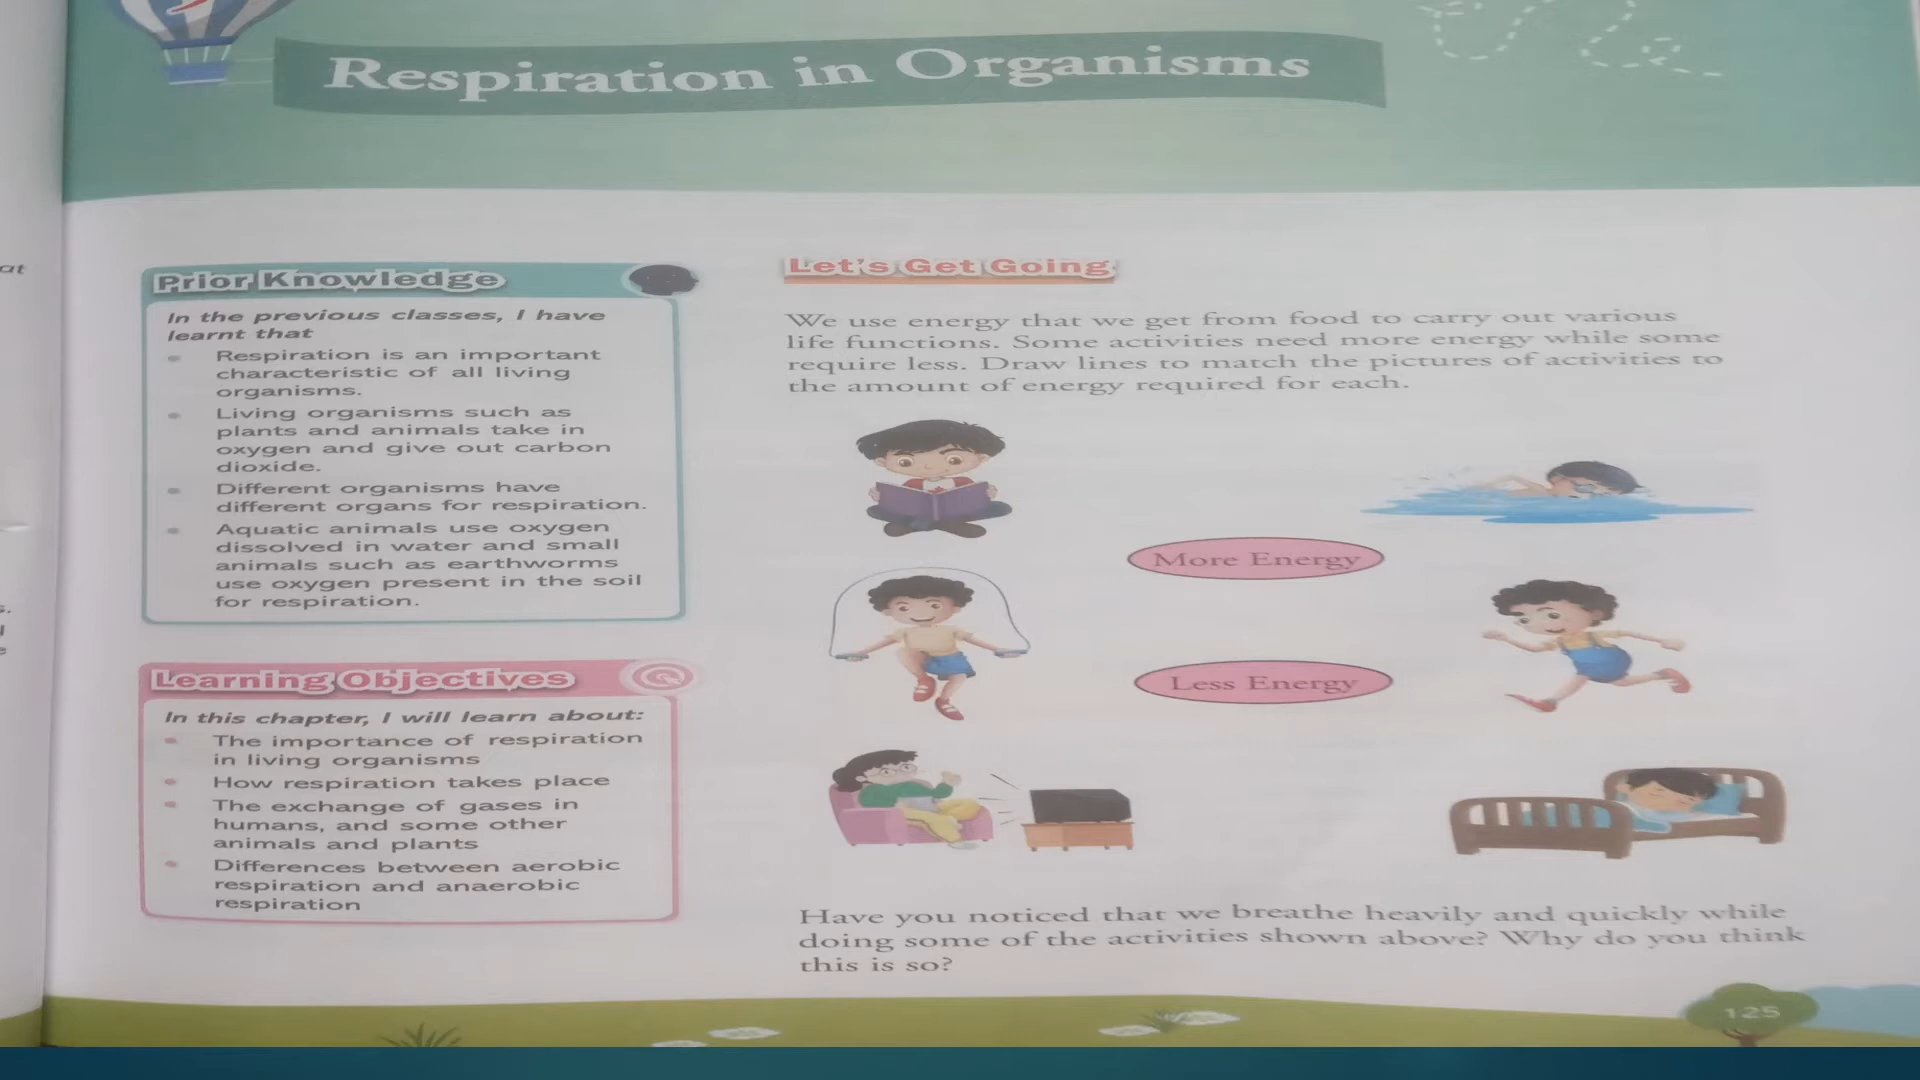 Respiration in Organisms
Prior Knowledge
In the previous classes, I have
learnt that
Respiration is an important
characteristic of all living
organisms.
Living organisms such as
plants and animals take in
oxygen and give out carbon
dioxide.
Different organisms have
different organs for respiration.
Aquatic animals use oxygen
dissolved in water and small
animals such as earthworms
use oxygen present in the soil
for respiration.
Learning Objectives
In this chapter, I will learn about:
The importance of respiration
in living organisms
How respiration takes place
The exchange of gases in
humans, and some other
animals and plants
Differences between aerobic
respiration and anaerobic
respiration
Let's Get Going
We use energy that we get from food to carry out various
life functions. Some activities need more energy while some
require less. Draw lines to match the pictures of activities to
the amount of energy required for each.
More Energy
Less Energy
Have you noticed that we breathe heavily and quickly while
doing some of the activities shown above? Why do you think
this is so?
125